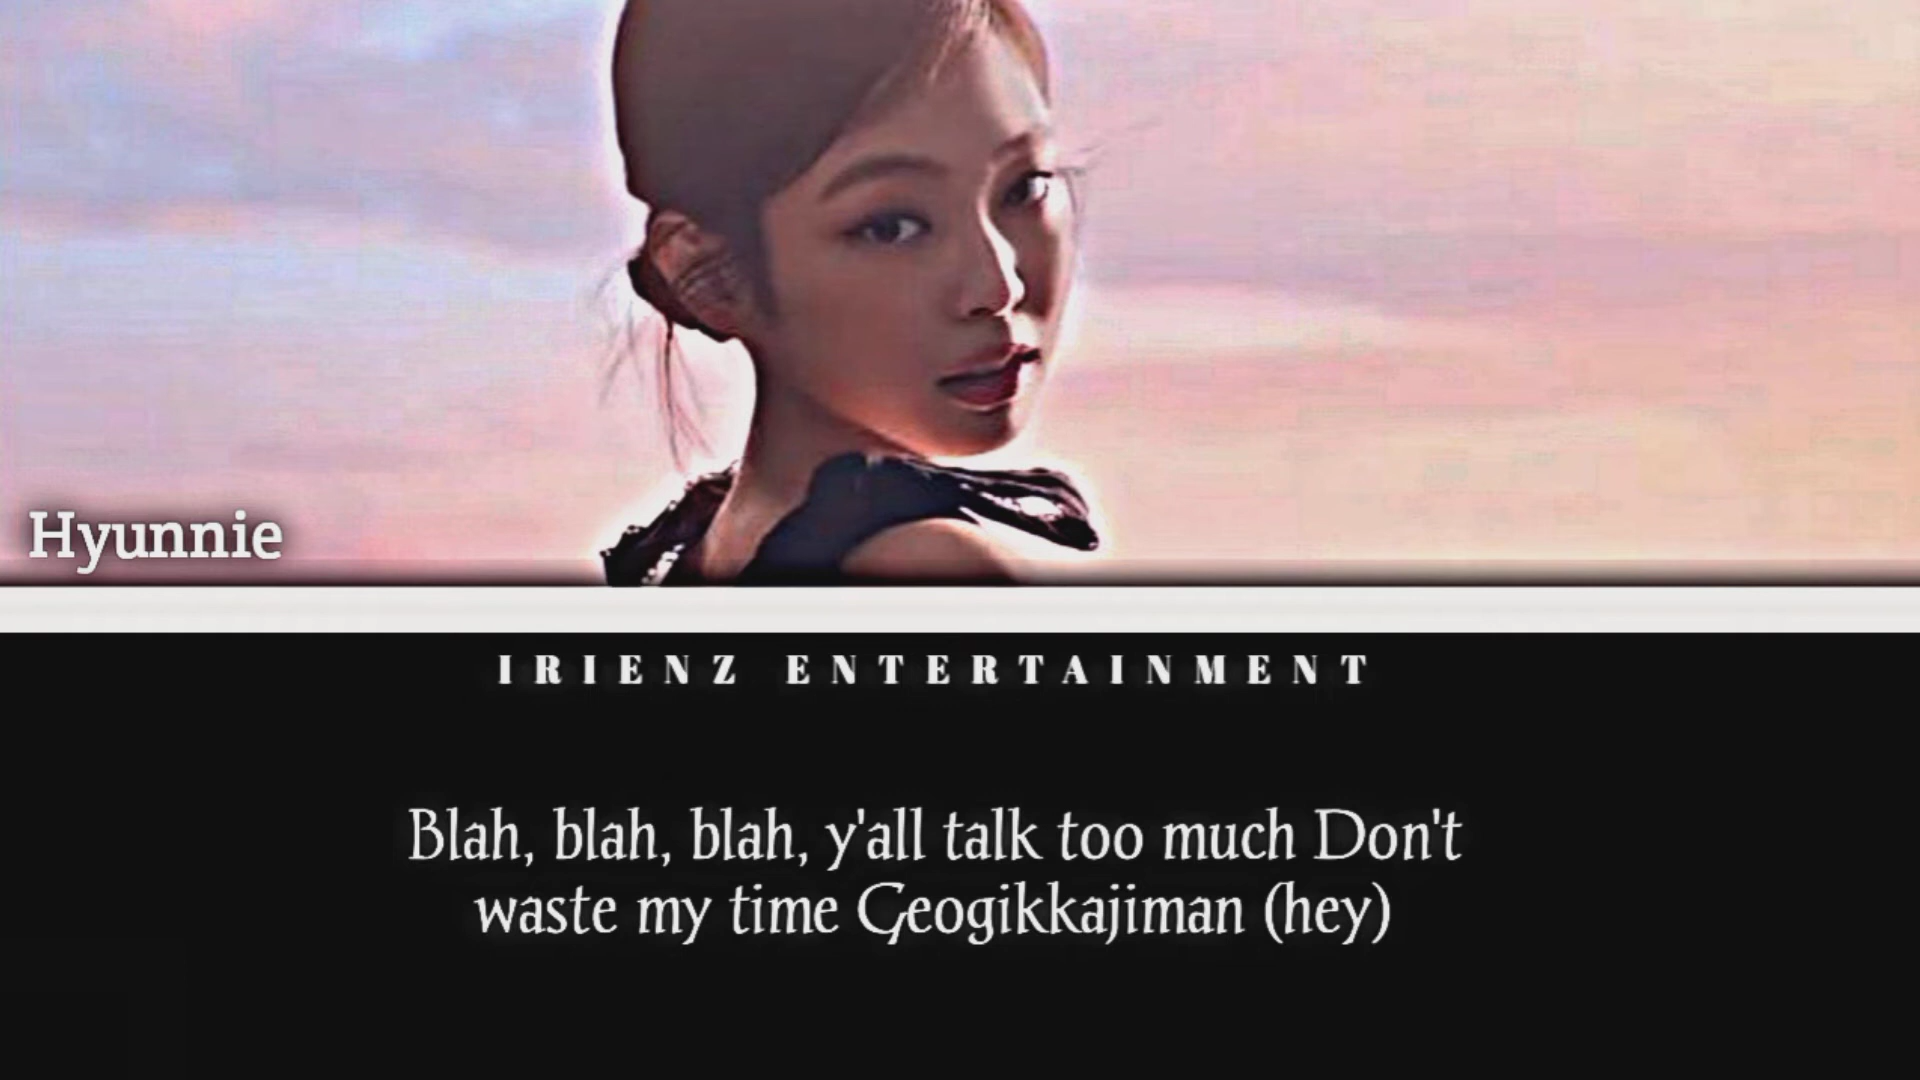 Hyunnie
IRIENZ ENTERTAINMENT
Blah, blah, blah, y'all talk too much Don't
waste my time Geogikkajiman (hey)